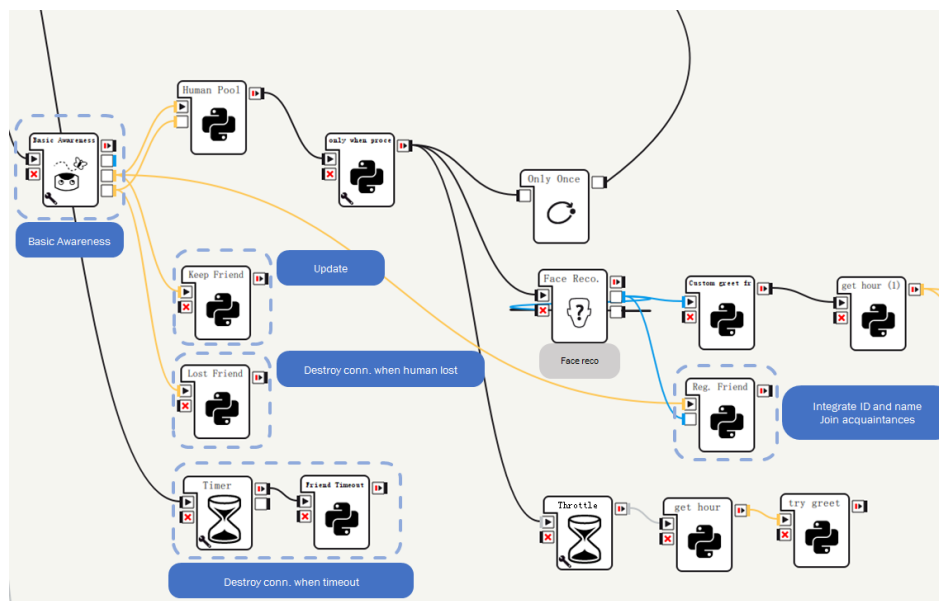 Human Pool
Basic Awareness
only when proce
Only Once
Basic Awareness
Keep Friend
Update
Face Reco.
?
Custom greet fr
get hour (1)
Face reco
Lost Friend
Destroy conn. when human lost
Reg. Friend
Integrate ID and name
Join acquaintances
Timer
Friend Timeout
Throttle
get hour
try greet
Destroy conn. when timeout